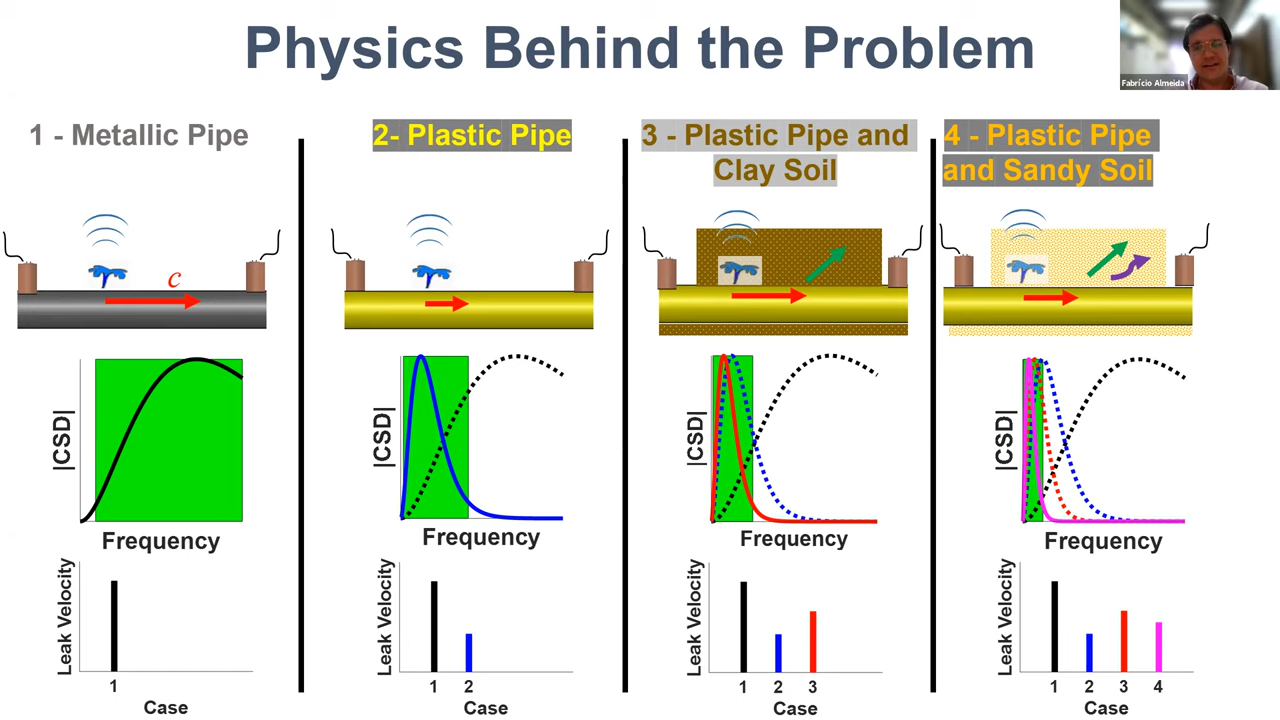 Physics Behind the Problem
Fabrício Almeida
1 - Metallic Pipe
c
|CSD|
Frequency
Leak Velocity
1
Case
2- Plastic Pipe
|CSD|
Frequency
Leak Velocity
1 2
Case
3 - Plastic Pipe and
Clay Soil
|CSD|
Frequency
Leak Velocity
1 2 3
Case
4 - Plastic Pipe
and Sandy Soil
|CSD|
Frequency
Leak Velocity
1 2 3 4
Case